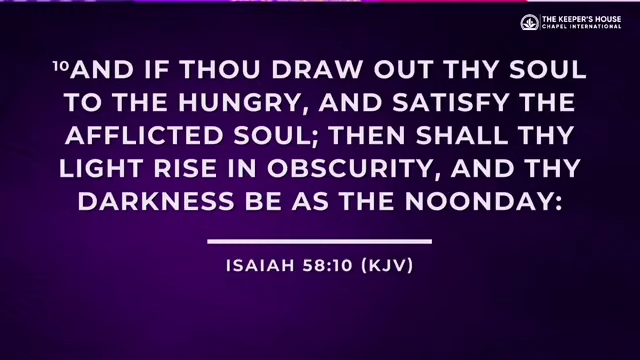 THE KEEPER'S HOUSE
CHAPEL INTERNATIONAL
¹⁰AND IF THOU DRAW OUT THY SOUL
TO THE HUNGRY, AND SATISFY THE
AFFLICTED SOUL; THEN SHALL THY
LIGHT RISE IN OBSCURITY, AND THY
DARKNESS BE AS THE NOONDAY:
ISAIAH 58:10 (KJV)